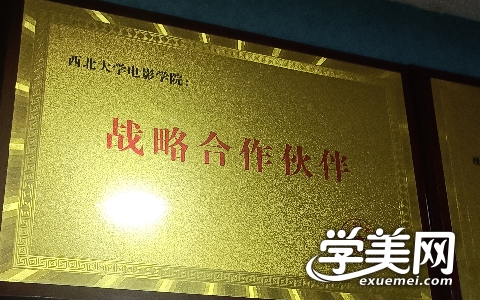 西北大学电影学院：
战略合作伙伴
学美网
exuemei.com